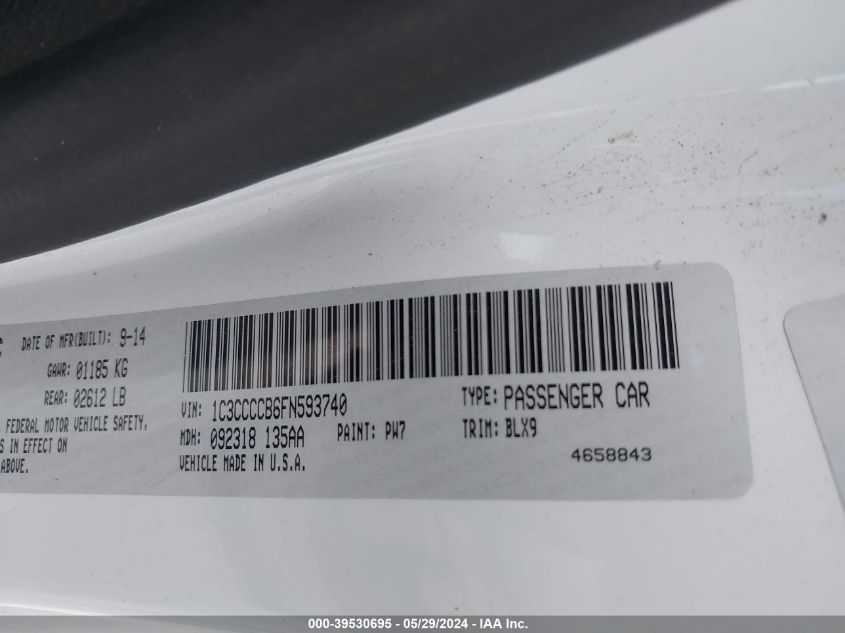 DATE OF MFR(BUILT): 9-14
GAWR: 01185 KG
REAR: 02612 LB
FEDERAL MOTOR VEHICLE SAFETY,
S IN EFFECT ON
ABOVE.
VIN: 1C3CCCCB6FN593740
TYPE: PASSENGER CAR
MDH: 092318 135AA PAINT: PW7 TRIM: BLX9
VEHICLE MADE IN U.S.A.
4658843
000-39530695 - 05/29/2024 - IAA Inc.